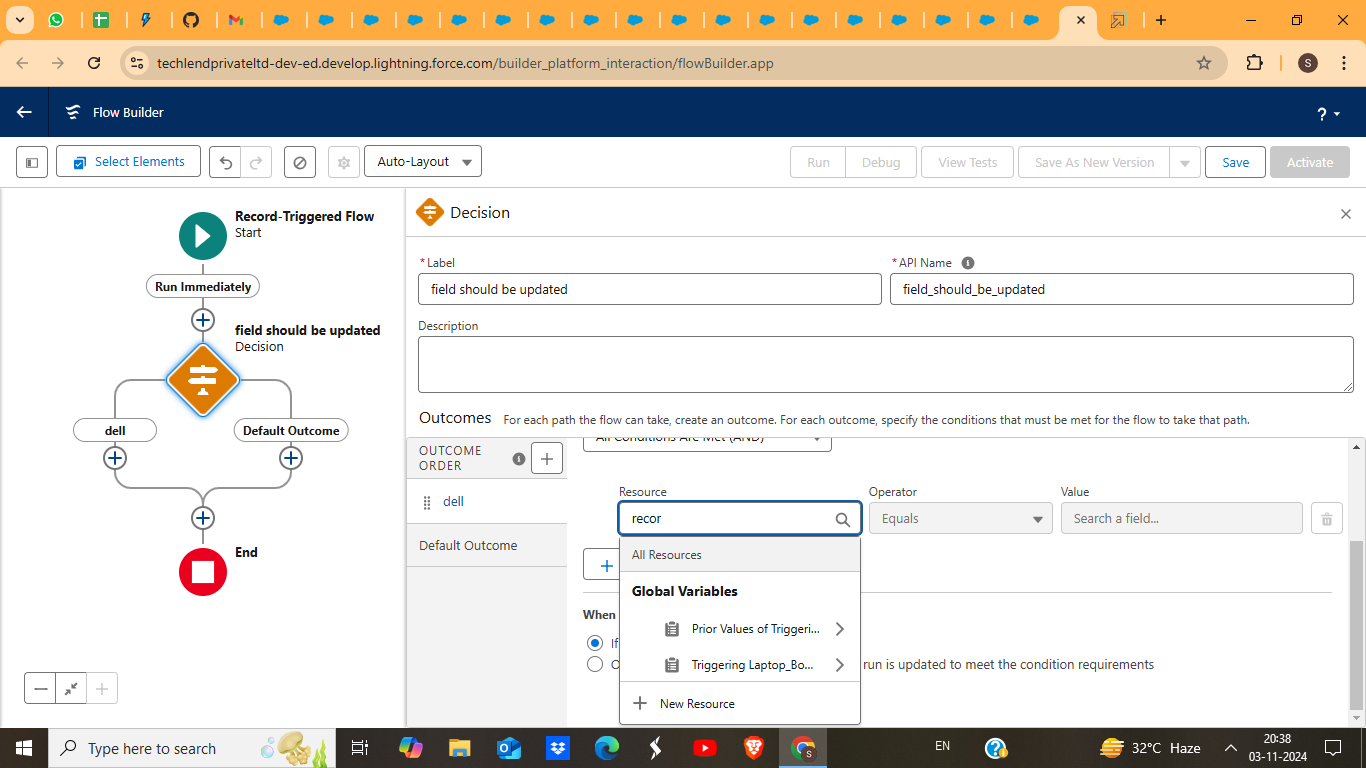 techlendprivateltd-dev-ed.develop.lightning.force.com/builder_platform_interaction/flowBuilder.app
S
Flow Builder
?
Select Elements
Auto-Layout
Run
Debug
View Tests
Save As New Version
Save
Activate
Record-Triggered Flow
Start
Run Immediately
field should be updated
Decision
dell
Default Outcome
End
Decision
*Label
*API Name
field should be updated
field_should_be_updated
Description
Outcomes For each path the flow can take, create an outcome. For each outcome, specify the conditions that must be met for the flow to take that path.
OUTCOME ORDER
dell
Default Outcome
All Conditions Are Met (AND)
Resource
Operator
Value
recor
Equals
Search a field...
All Resources
Global Variables
Prior Values of Triggeri...
Triggering Laptop_Bo...
New Resource
When
If
O
run is updated to meet the condition requirements
Type here to search
S
EN
32°C Haze
20:38
03-11-2024